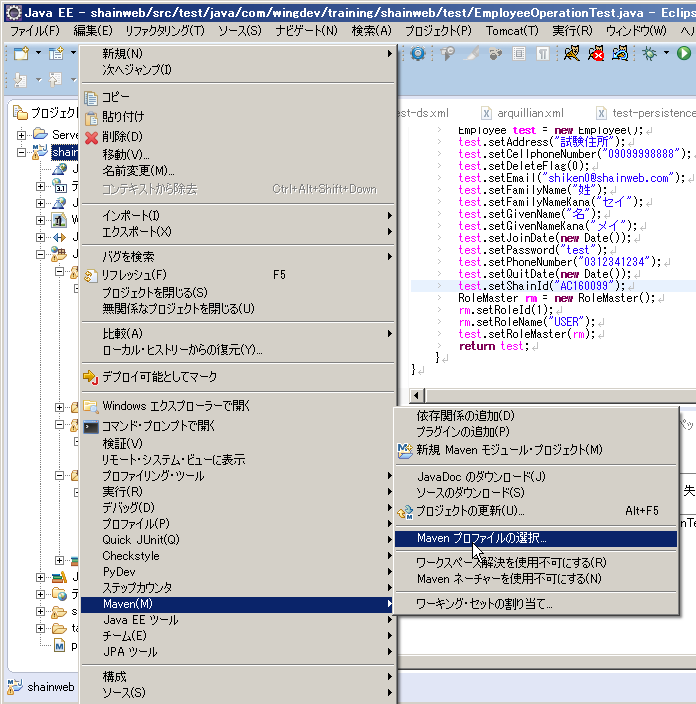 Java EE - shainweb/src/test/java/com/wingdev/training/shainweb/test/EmployeeOperationTest.java - Eclips
ファイル(F) 編集(E) リファクタリング(T) ソース(S) ナビゲート(N) 検索(A) プロジェクト(P) Tomcat(T) 実行(R) ウィンドウ(W) ヘル
プロジェクト
Serve
shain
J
W
J
J
J
テ
s
ta
p
shainweb
新規(N)
次へジャンプ(I)
コピー
貼り付け
削除(D)
移動(V)...
名前変更(M)...
コンテキストから除去 Ctrl+Alt+Shift+Down
インポート(I)
エクスポート(X)
バグを検索
リフレッシュ(F) F5
プロジェクトを閉じる(S)
無関係なプロジェクトを閉じる(U)
比較(A)
ローカル・ヒストリーからの復元(Y)...
デプロイ可能としてマーク
Windows エクスプローラーで開く
コマンド・プロンプトで開く
検証(V)
リモート・システム・ビューに表示
プロファイリング・ツール
実行(R)
デバッグ(D)
プロファイル(P)
Quick JUnit(Q)
Checkstyle
PyDev
ステップカウンタ
Maven(M)
Java EE ツール
チーム(E)
JPA ツール
構成
ソース(S)
est-ds.xml arquillian.xml test-persistence
Employee test = new Employee();
test.setAddress("試験住所");
test.setCellphoneNumber("09099998888");
test.setDeleteFlag(0);
test.setEmail("shiken0@shainweb.com");
test.setFamilyName("姓");
test.setFamilyNameKana("セイ");
test.setGivenName("名");
test.setGivenNameKana("メイ");
test.setJoinDate(new Date());
test.setPassword("test");
test.setPhoneNumber("0312341234");
test.setQuitDate(new Date());
test.setShainId("AC160099");
RoleMaster rm = new RoleMaster();
rm.setRoleId(1);
rm.setRoleName("USER");
test.setRoleMaster(rm);
return test;
}
}
依存関係の追加(D)
プラグインの追加(P)
新規 Maven モジュール・プロジェクト(M)
JavaDoc のダウンロード(J)
ソースのダウンロード(S)
プロジェクトの更新(U)... Alt+F5
Maven プロファイルの選択...
ワークスペース解決を使用不可にする(R)
Maven ネーチャーを使用不可にする(N)
ワーキング・セットの割り当て...
失
nTe